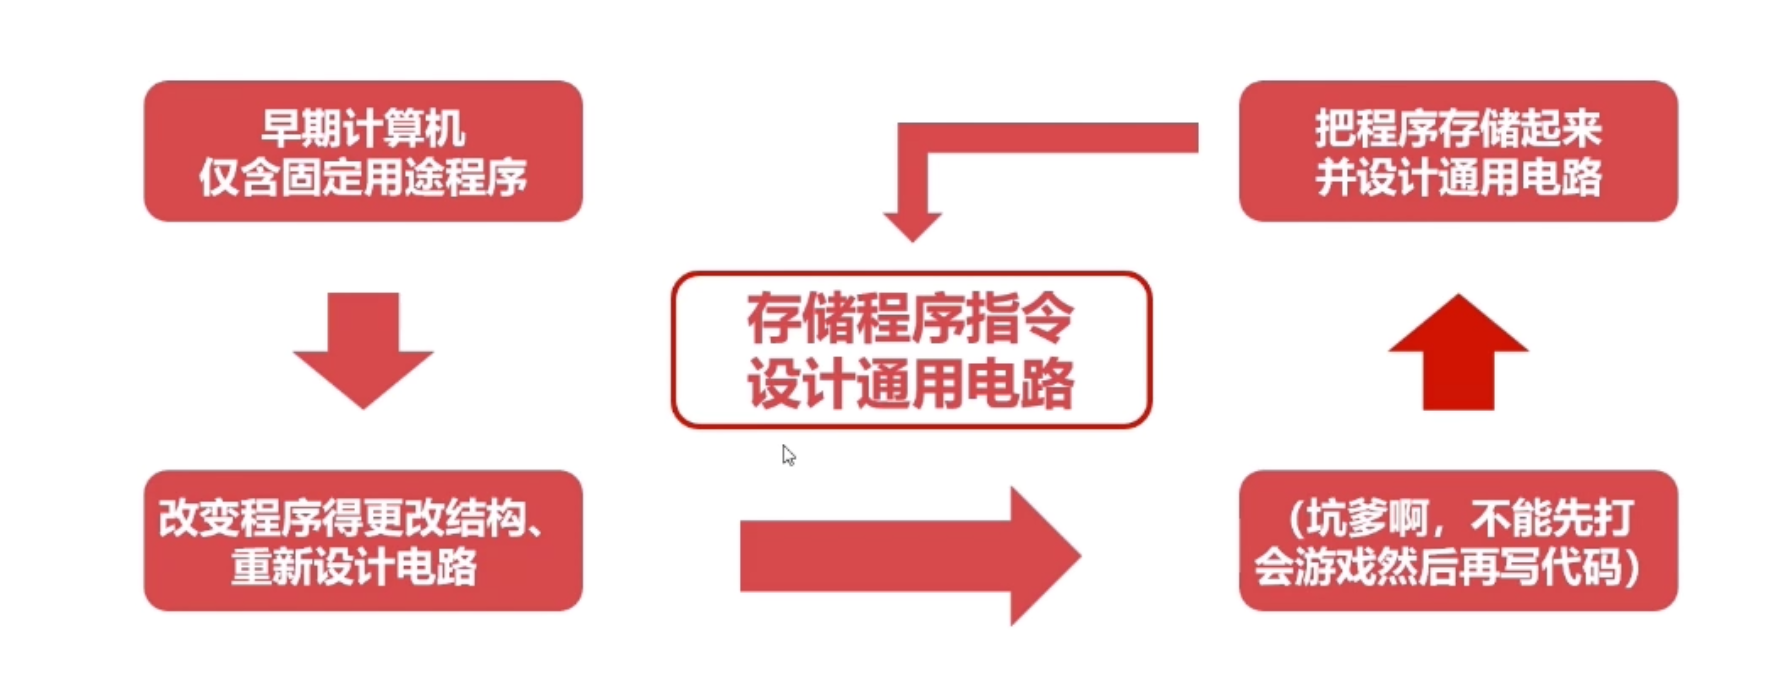 早期计算机
仅含固定用途程序
改变程序得更改结构、
重新设计电路
（坑爹啊，不能先打
会游戏然后再写代码）
把程序存储起来
并设计通用电路
存储程序指令
设计通用电路